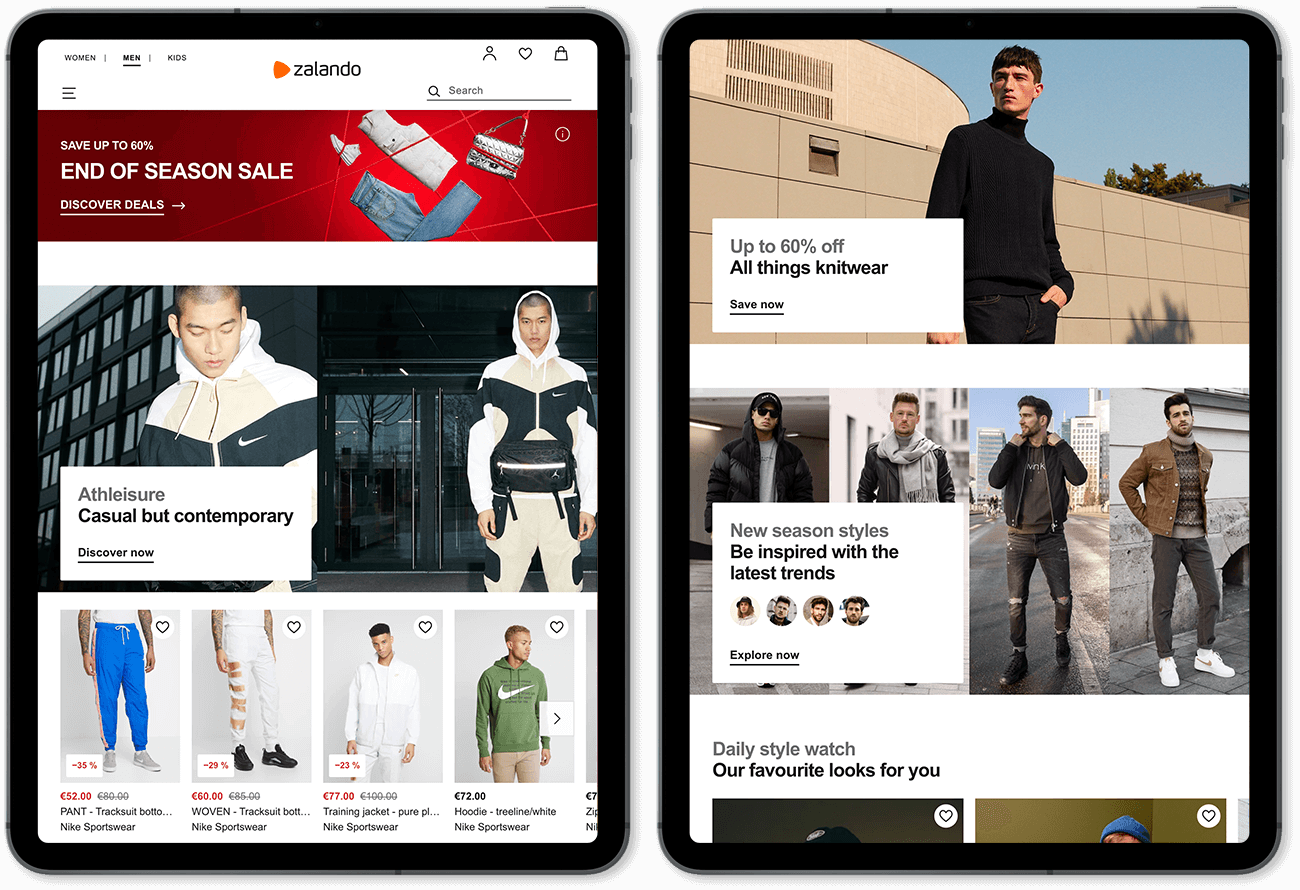 WOMEN | MEN | KIDS
zalando
Search
SAVE UP TO 60%
END OF SEASON SALE
DISCOVER DEALS
Athleisure
Casual but contemporary
Discover now
−35 %
−29 %
−23 %
€52.00 €80.00
PANT - Tracksuit botto…
Nike Sportswear
€60.00 €85.00
WOVEN - Tracksuit bott…
Nike Sportswear
€77.00 €100.00
Training jacket - pure pl…
Nike Sportswear
€72.00
Hoodie - treeline/white
Nike Sportswear
Up to 60% off
All things knitwear
Save now
New season styles
Be inspired with the
latest trends
Explore now
Daily style watch
Our favourite looks for you